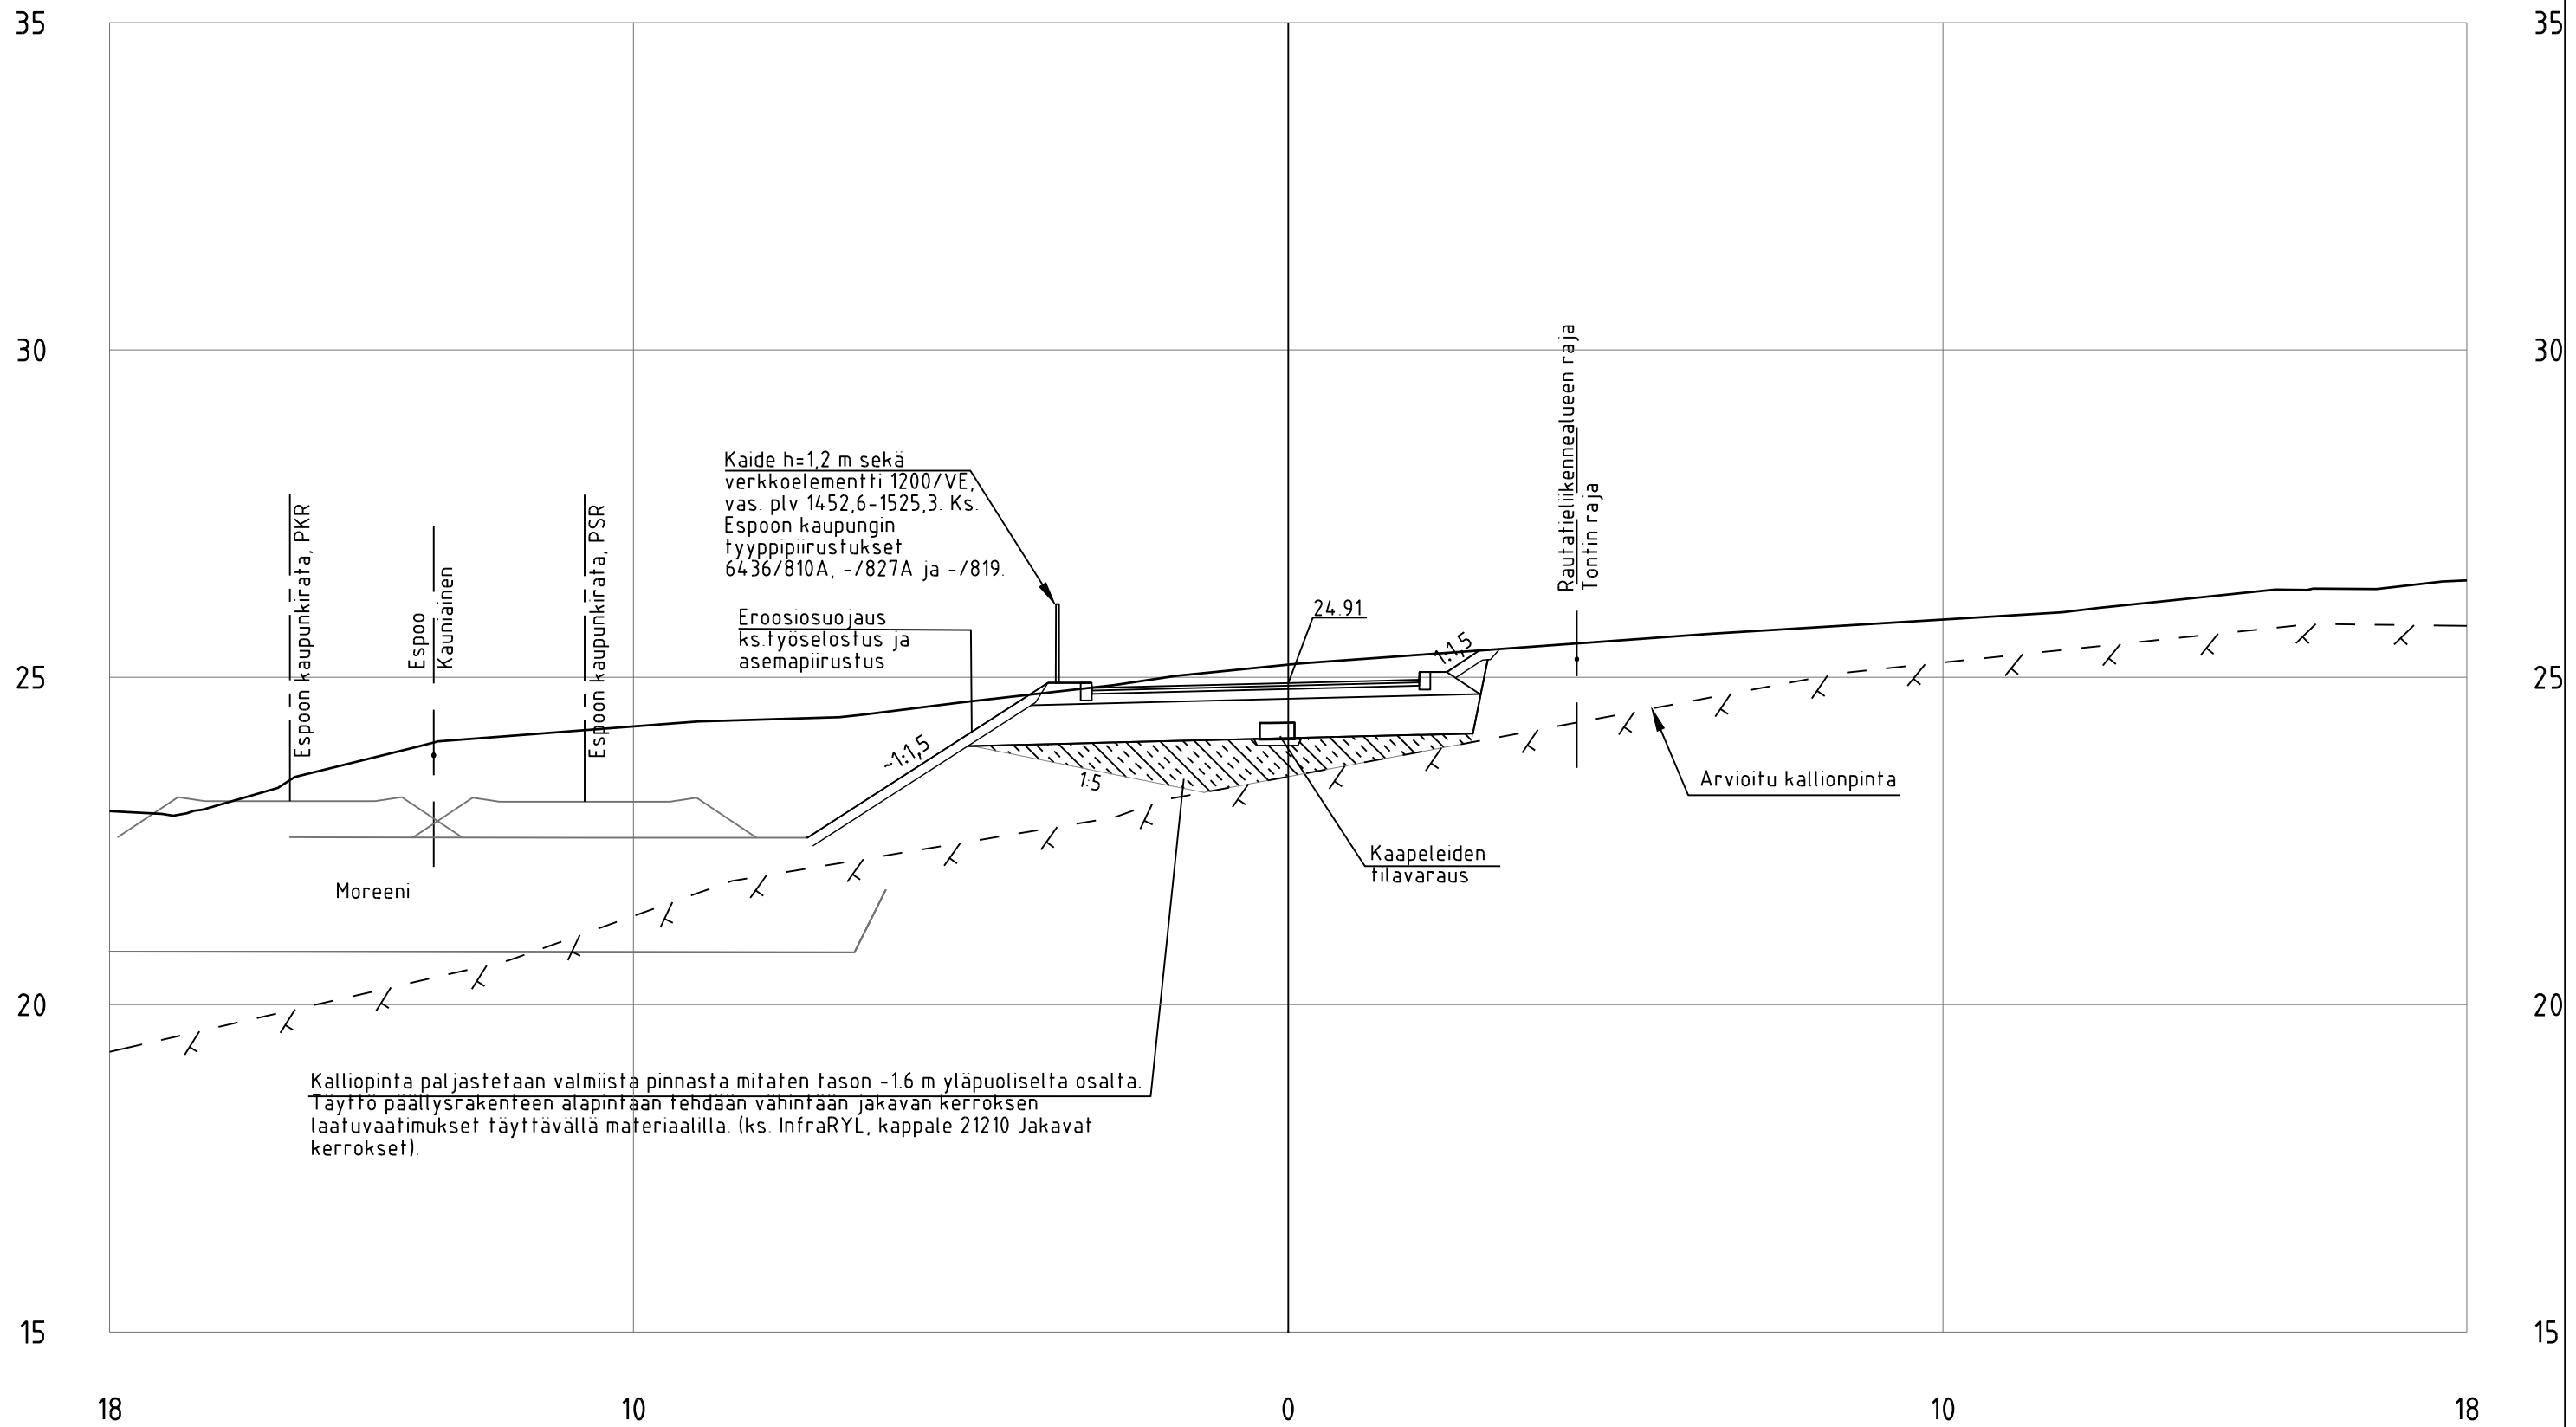 35
35
30
30
Rautatieliikennealueen raja
Tontin raja
Kaide h=1,2 m sekä
verkkoelementti 1200/VE,
vas. plv 1452,6-1525,3. Ks.
Espoon kaupungin
tyyppipiirustukset
6436/810A, -/827A ja -/819.
Espoon kaupunkirata, PKR
Espoo
Kauniainen
Espoon kaupunkirata, PSR
Eroosiosuojaus
ks.työselostus ja
asemapiirustus
24.91
1:1,5
25
25
~1:1,5
1:5
Arvioitu kallionpinta
Kaapeleiden
tilavaraus
Moreeni
20
20
Kalliopinta paljastetaan valmiista pinnasta mitaten tason -1.6 m yläpuoliselta osalta.
Täyttö päällysrakenteen alapintaan tehdään vähintään jakavan kerroksen
laatuvaatimukset täyttävällä materiaalilla. (ks. InfraRYL, kappale 21210 Jakavat
kerrokset).
15
15
18
10
0
10
18